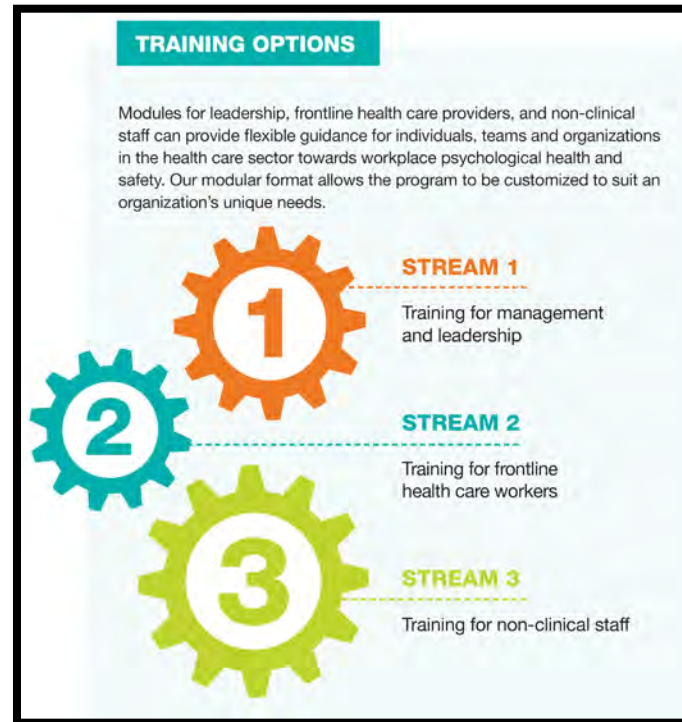 TRAINING OPTIONS
Modules for leadership, frontline health care providers, and non-clinical
staff can provide flexible guidance for individuals, teams and organizations
in the health care sector towards workplace psychological health and
safety. Our modular format allows the program to be customized to suit an
organization's unique needs.
1
STREAM 1
Training for management
and leadership
2
STREAM 2
Training for frontline
health care workers
3
STREAM 3
Training for non-clinical staff